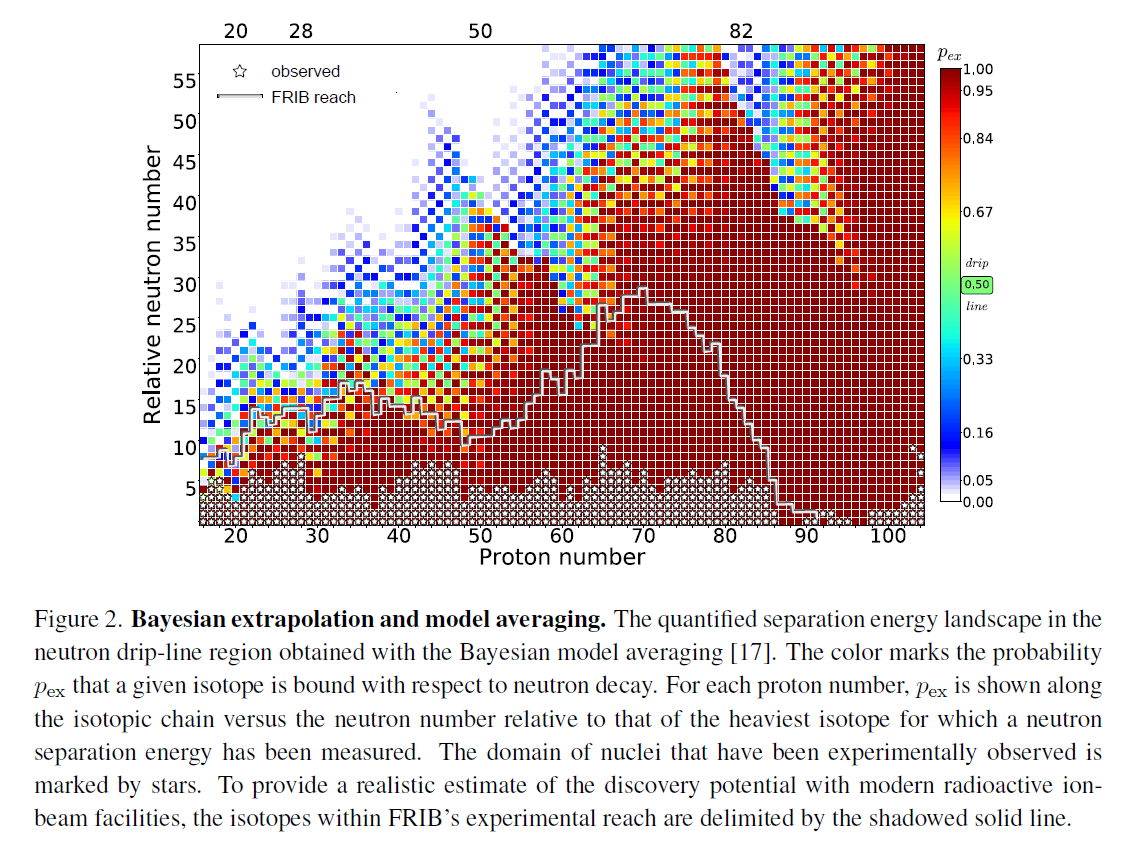 20 28 50 82
observed
FRIB reach
Relative neutron number
55
50
45
40
35
30
25
20
15
10
5
20 30 40 50 60 70 80 90 100
Proton number
pex
1.00
0.95
0.84
0.67
drip
0.50
line
0.33
0.16
0.05
0.00
Figure 2. Bayesian extrapolation and model averaging. The quantified separation energy landscape in the
neutron drip-line region obtained with the Bayesian model averaging [17]. The color marks the probability
pex that a given isotope is bound with respect to neutron decay. For each proton number, pex is shown along
the isotopic chain versus the neutron number relative to that of the heaviest isotope for which a neutron
separation energy has been measured. The domain of nuclei that have been experimentally observed is
marked by stars. To provide a realistic estimate of the discovery potential with modern radioactive ion-
beam facilities, the isotopes within FRIB's experimental reach are delimited by the shadowed solid line.